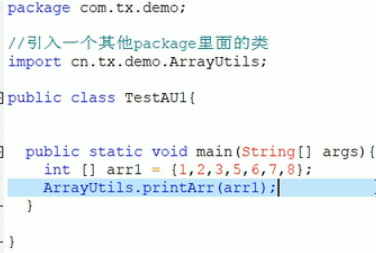 package com.tx.demo;
//引入一个其他package里面的类
import cn.tx.demo.ArrayUtils;
public class TestAU1{
public static void main(String[] args){
int [] arr1 = {1,2,3,5,6,7,8};
ArrayUtils.printArr(arr1);
}
}